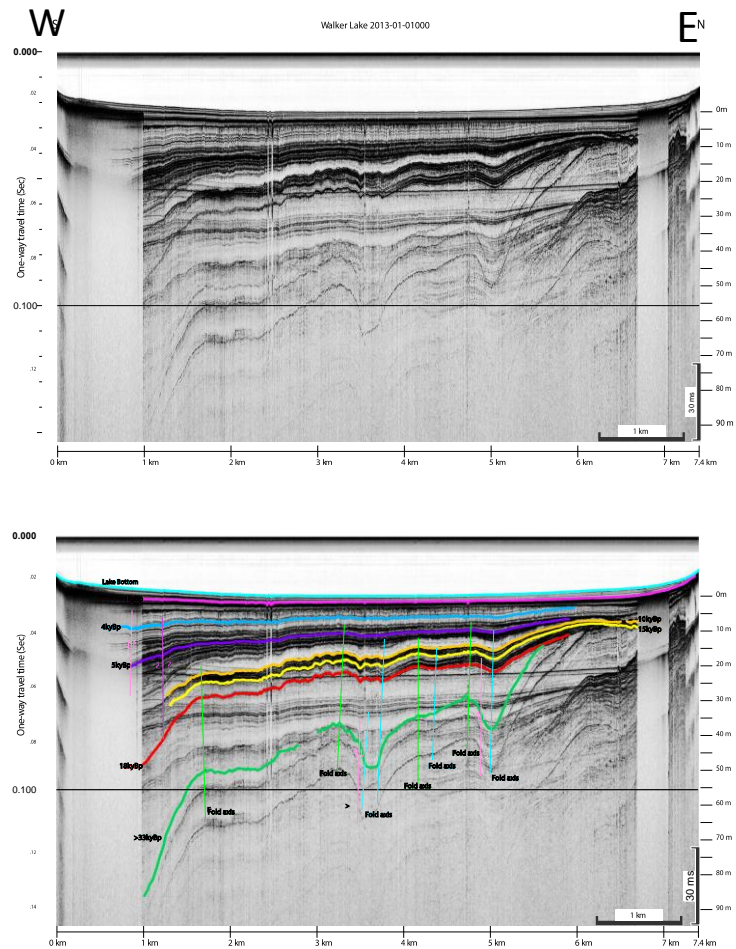 W
S
Walker Lake 2013-01-01000
E
N
0.000
.02
.04
.06
.08
0.100
.12
One-way travel time (Sec)
0m
10 m
20 m
30 m
40 m
50 m
60 m
70 m
80 m
90 m
30 ms
1 km
0 km
1 km
2 km
3 km
4 km
5 km
6 km
7 km
7.4 km
0.000
.02
.04
.06
.08
0.100
.12
.14
One-way travel time (Sec)
Lake Bottom
4kyBp
5kyBp
18kyBp
>33kyBp
10kyBp
15kyBp
Fold axis
Fold axis
>
Fold axis
Fold axis
Fold axis
Fold axis
Fold axis
0m
10 m
20 m
30 m
40 m
50 m
60 m
70 m
80 m
90 m
30 ms
1 km
0 km
1 km
2 km
3 km
4 km
5 km
6 km
7 km
7.4 km